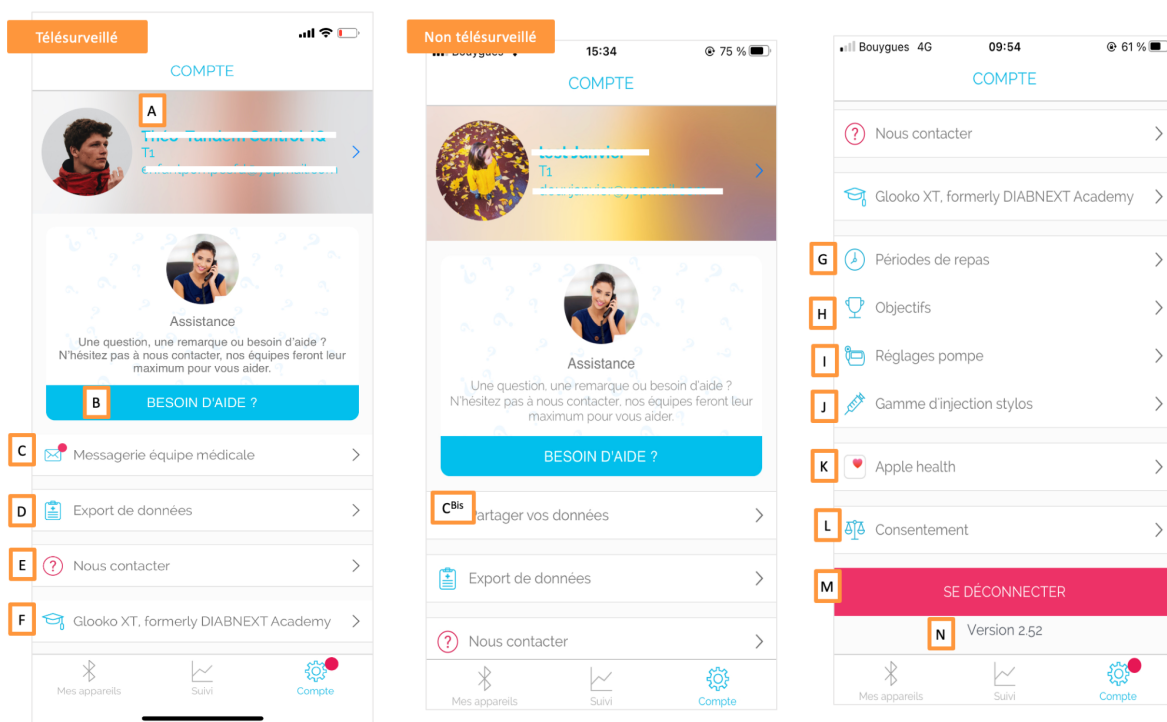 Télésurveillé
COMPTE
A
T1
B
BESOIN D'AIDE ?
Assistance
Une question, une remarque ou besoin d'aide ?
N'hésitez pas à nous contacter, nos équipes feront leur
maximum pour vous aider.
C
Messagerie équipe médicale
D
Export de données
E
Nous contacter
F
Glooko XT, formerly DIABNEXT Academy
Mes appareils
Suivi
Compte
Non télésurveillé
15:34
75 %
COMPTE
T1
Assistance
Une question, une remarque ou besoin d'aide ?
N'hésitez pas à nous contacter, nos équipes feront leur
maximum pour vous aider.
BESOIN D'AIDE ?
CBis
Partager vos données
Export de données
Nous contacter
Mes appareils
Suivi
Compte
Bouygues 4G 09:54 61 %
COMPTE
Nous contacter
Glooko XT, formerly DIABNEXT Academy
G
Périodes de repas
H
Objectifs
I
Réglages pompe
J
Gamme d'injection stylos
K
Apple health
L
Consentement
M
SE DÉCONNECTER
N
Version 2.52
Mes appareils
Suivi
Compte